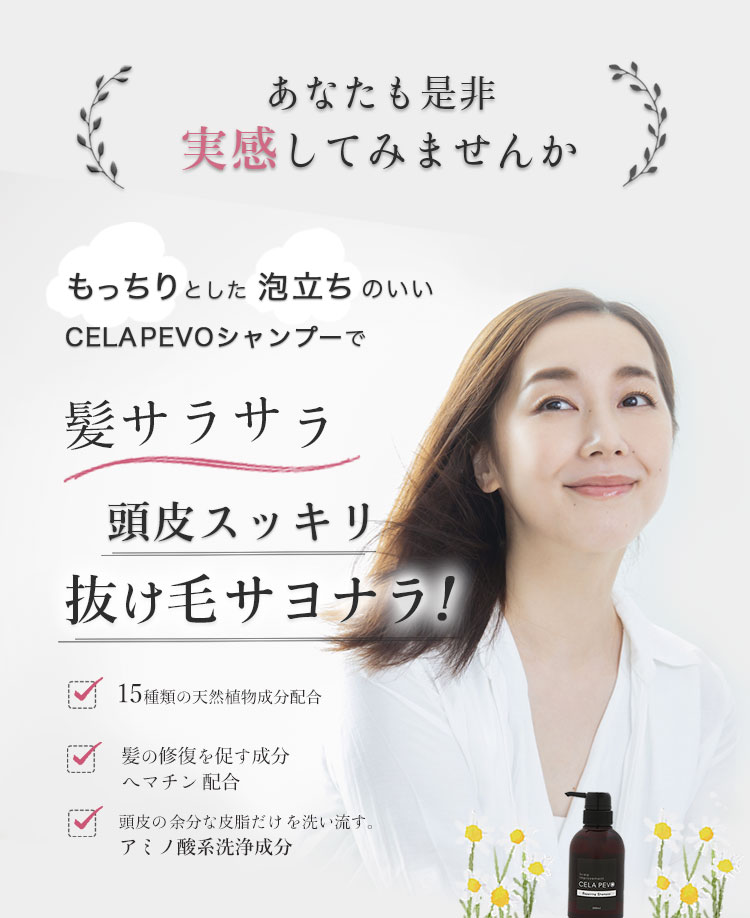 あなたも是非
実感してみませんか
もっちりとした 泡立ち のいい
CELAPEVOシャンプーで
髪サラサラ
頭皮スッキリ
抜け毛サヨナラ!
15種類の天然植物成分配合
髪の修復を促す成分
ヘマチン配合
頭皮の余分な皮脂だけを洗い流す。
アミノ酸系洗浄成分
CELA PEVO
Repairing Shampoo